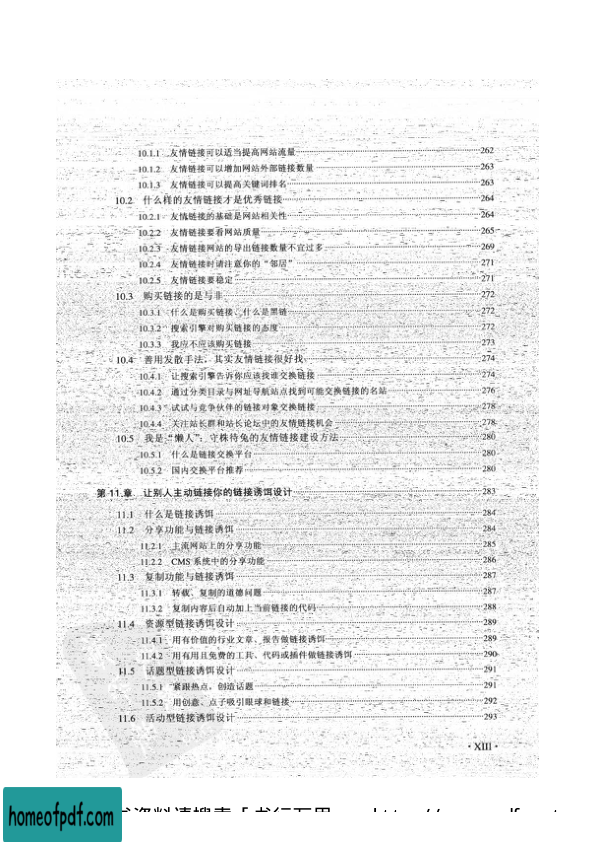 10.1.1 友情链接可以适当提高网站流量 262
10.1.2 友情链接可以增加网站外部链接数量 263
10.1.3 友情链接可以提高关键词排名 263
10.2 什么样的友情链接才是优秀链接 264
10.2.1 友情链接的基础是网站相关性 264
10.2.2 友情链接要看网站质量 265
10.2.3 友情链接网站的导出链接数量不宜过多 269
10.2.4 友情链接时请注意你的“邻居” 271
10.2.5 友情链接要稳定 271
10.3 购买链接的是与非 272
10.3.1 什么是购买链接、什么是黑链 272
10.3.2 搜索引擎对购买链接的态度 272
10.3.3 我应不应该购买链接 273
10.4 善用发散手法，其实友情链接很好找 274
10.4.1 让搜索引擎告诉你应该找谁交换链接 274
10.4.2 通过分类目录与网址导航站点找到可能交换链接的名站 276
10.4.3 试试与竞争伙伴的链接对象交换链接 278
10.4.4 关注站长群和站长论坛中的友情链接机会 278
10.5 我是“懒人”：守株待兔的友情链接建设方法 280
10.5.1 什么是链接交换平台 280
10.5.2 国内交换平台推荐 280
第 11 章 让别人主动链接你的链接诱饵设计 283
11.1 什么是链接诱饵 284
11.2 分享功能与链接诱饵 284
11.2.1 主流网站上的分享功能 285
11.2.2 CMS 系统中的分享功能 286
11.3 复制功能与链接诱饵 287
11.3.1 转载、复制的道德问题 287
11.3.2 复制内容后自动加上当前链接的代码 288
11.4 资源型链接诱饵设计 289
11.4.1 用有价值的行业文章、报告做链接诱饵 289
11.4.2 用有用且免费的工具、代码或插件做链接诱饵 290
11.5 话题型链接诱饵设计 291
11.5.1 紧跟热点，创造话题 291
11.5.2 用创意、点子吸引眼球和链接 292
11.6 活动型链接诱饵设计 293
· XIII ·
homeofpdf.com